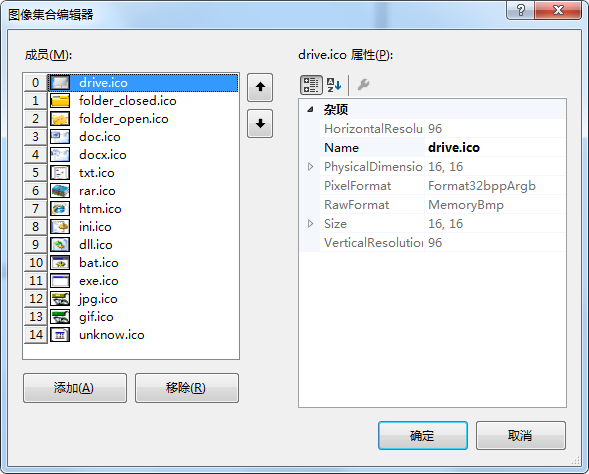 图像集合编辑器
成员(M):
0 drive.ico
1 folder_closed.ico
2 folder_open.ico
3 doc.ico
4 docx.ico
5 txt.ico
6 rar.ico
7 htm.ico
8 ini.ico
9 dll.ico
10 bat.ico
11 exe.ico
12 jpg.ico
13 gif.ico
14 unknow.ico
添加(A) 移除(R)
drive.ico 属性(P):
杂项
HorizontalResolu 96
Name drive.ico
PhysicalDimensio 16, 16
PixelFormat Format32bppArgb
RawFormat MemoryBmp
Size 16, 16
VerticalResolution 96
确定 取消